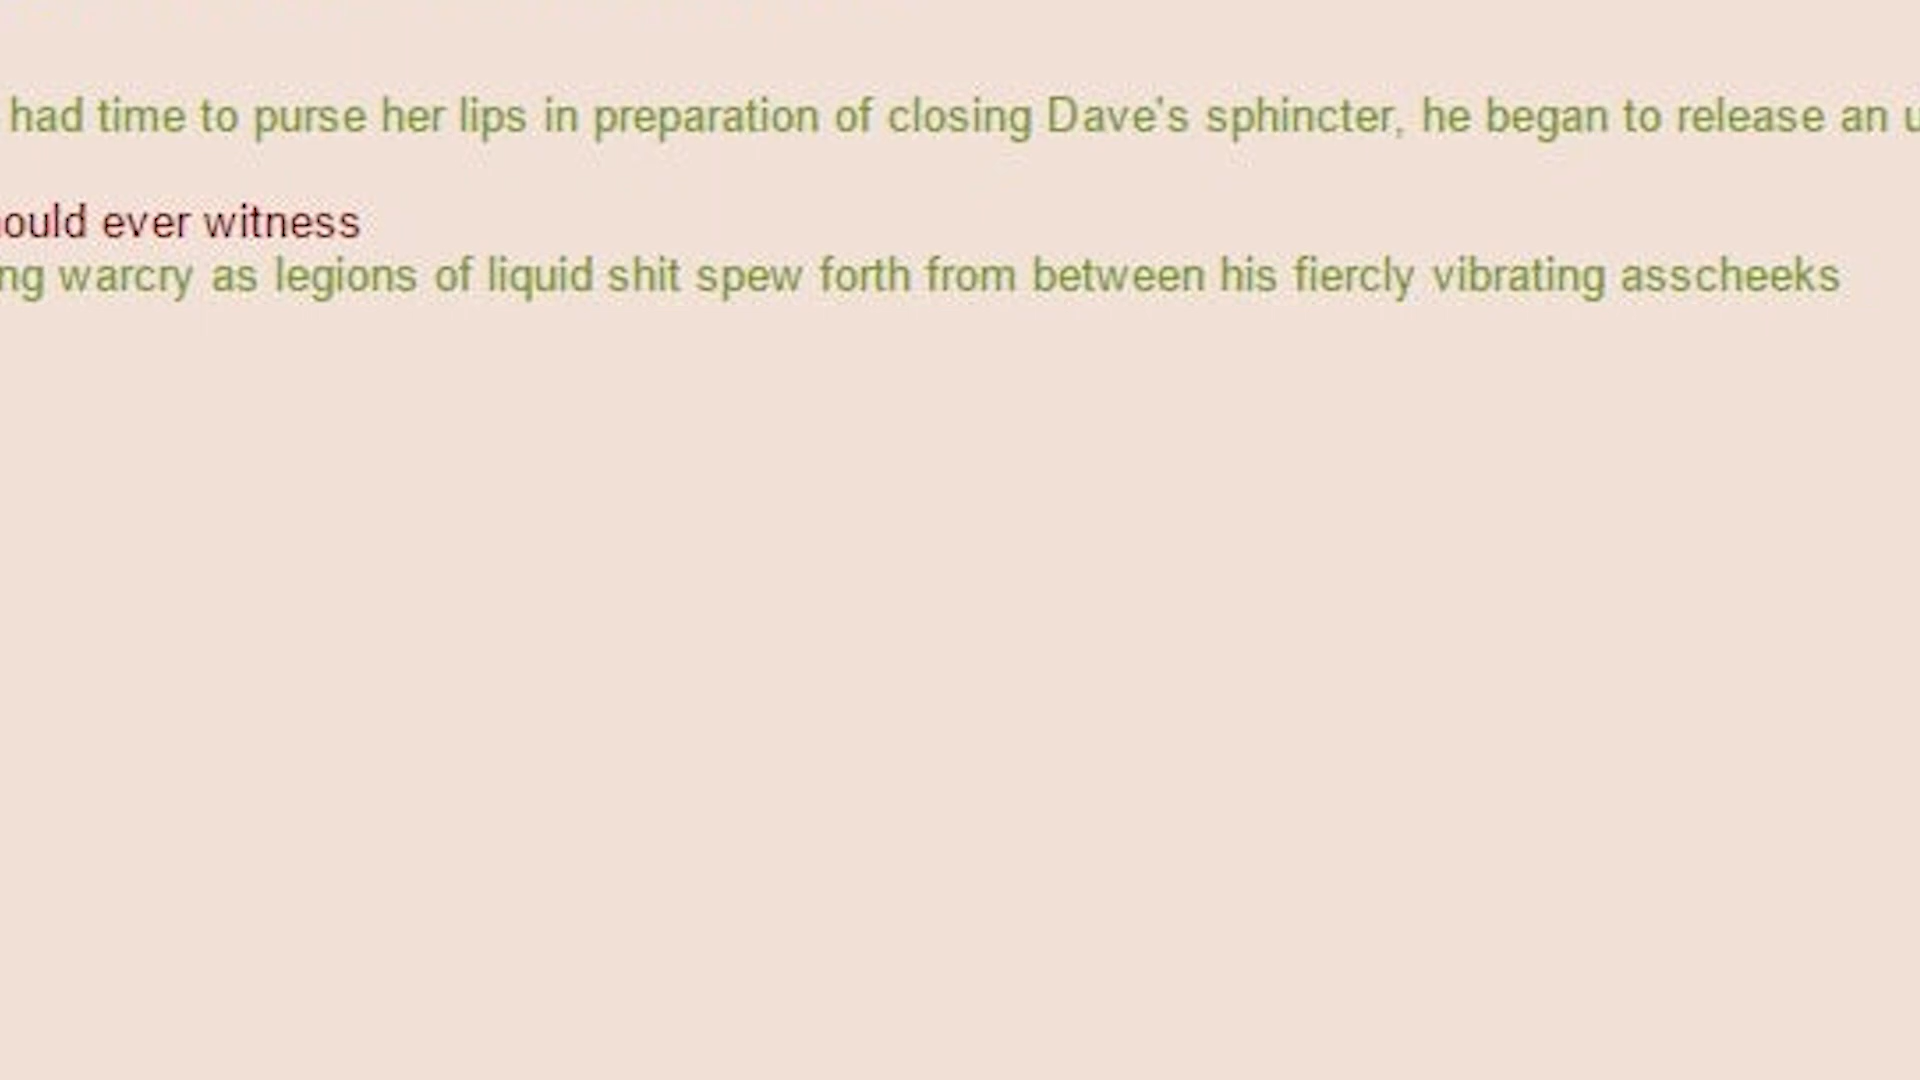 had time to purse her lips in preparation of closing Dave's sphincter, he began to release an u
ould ever witness
ng warcry as legions of liquid shit spew forth from between his fiercly vibrating asscheeks